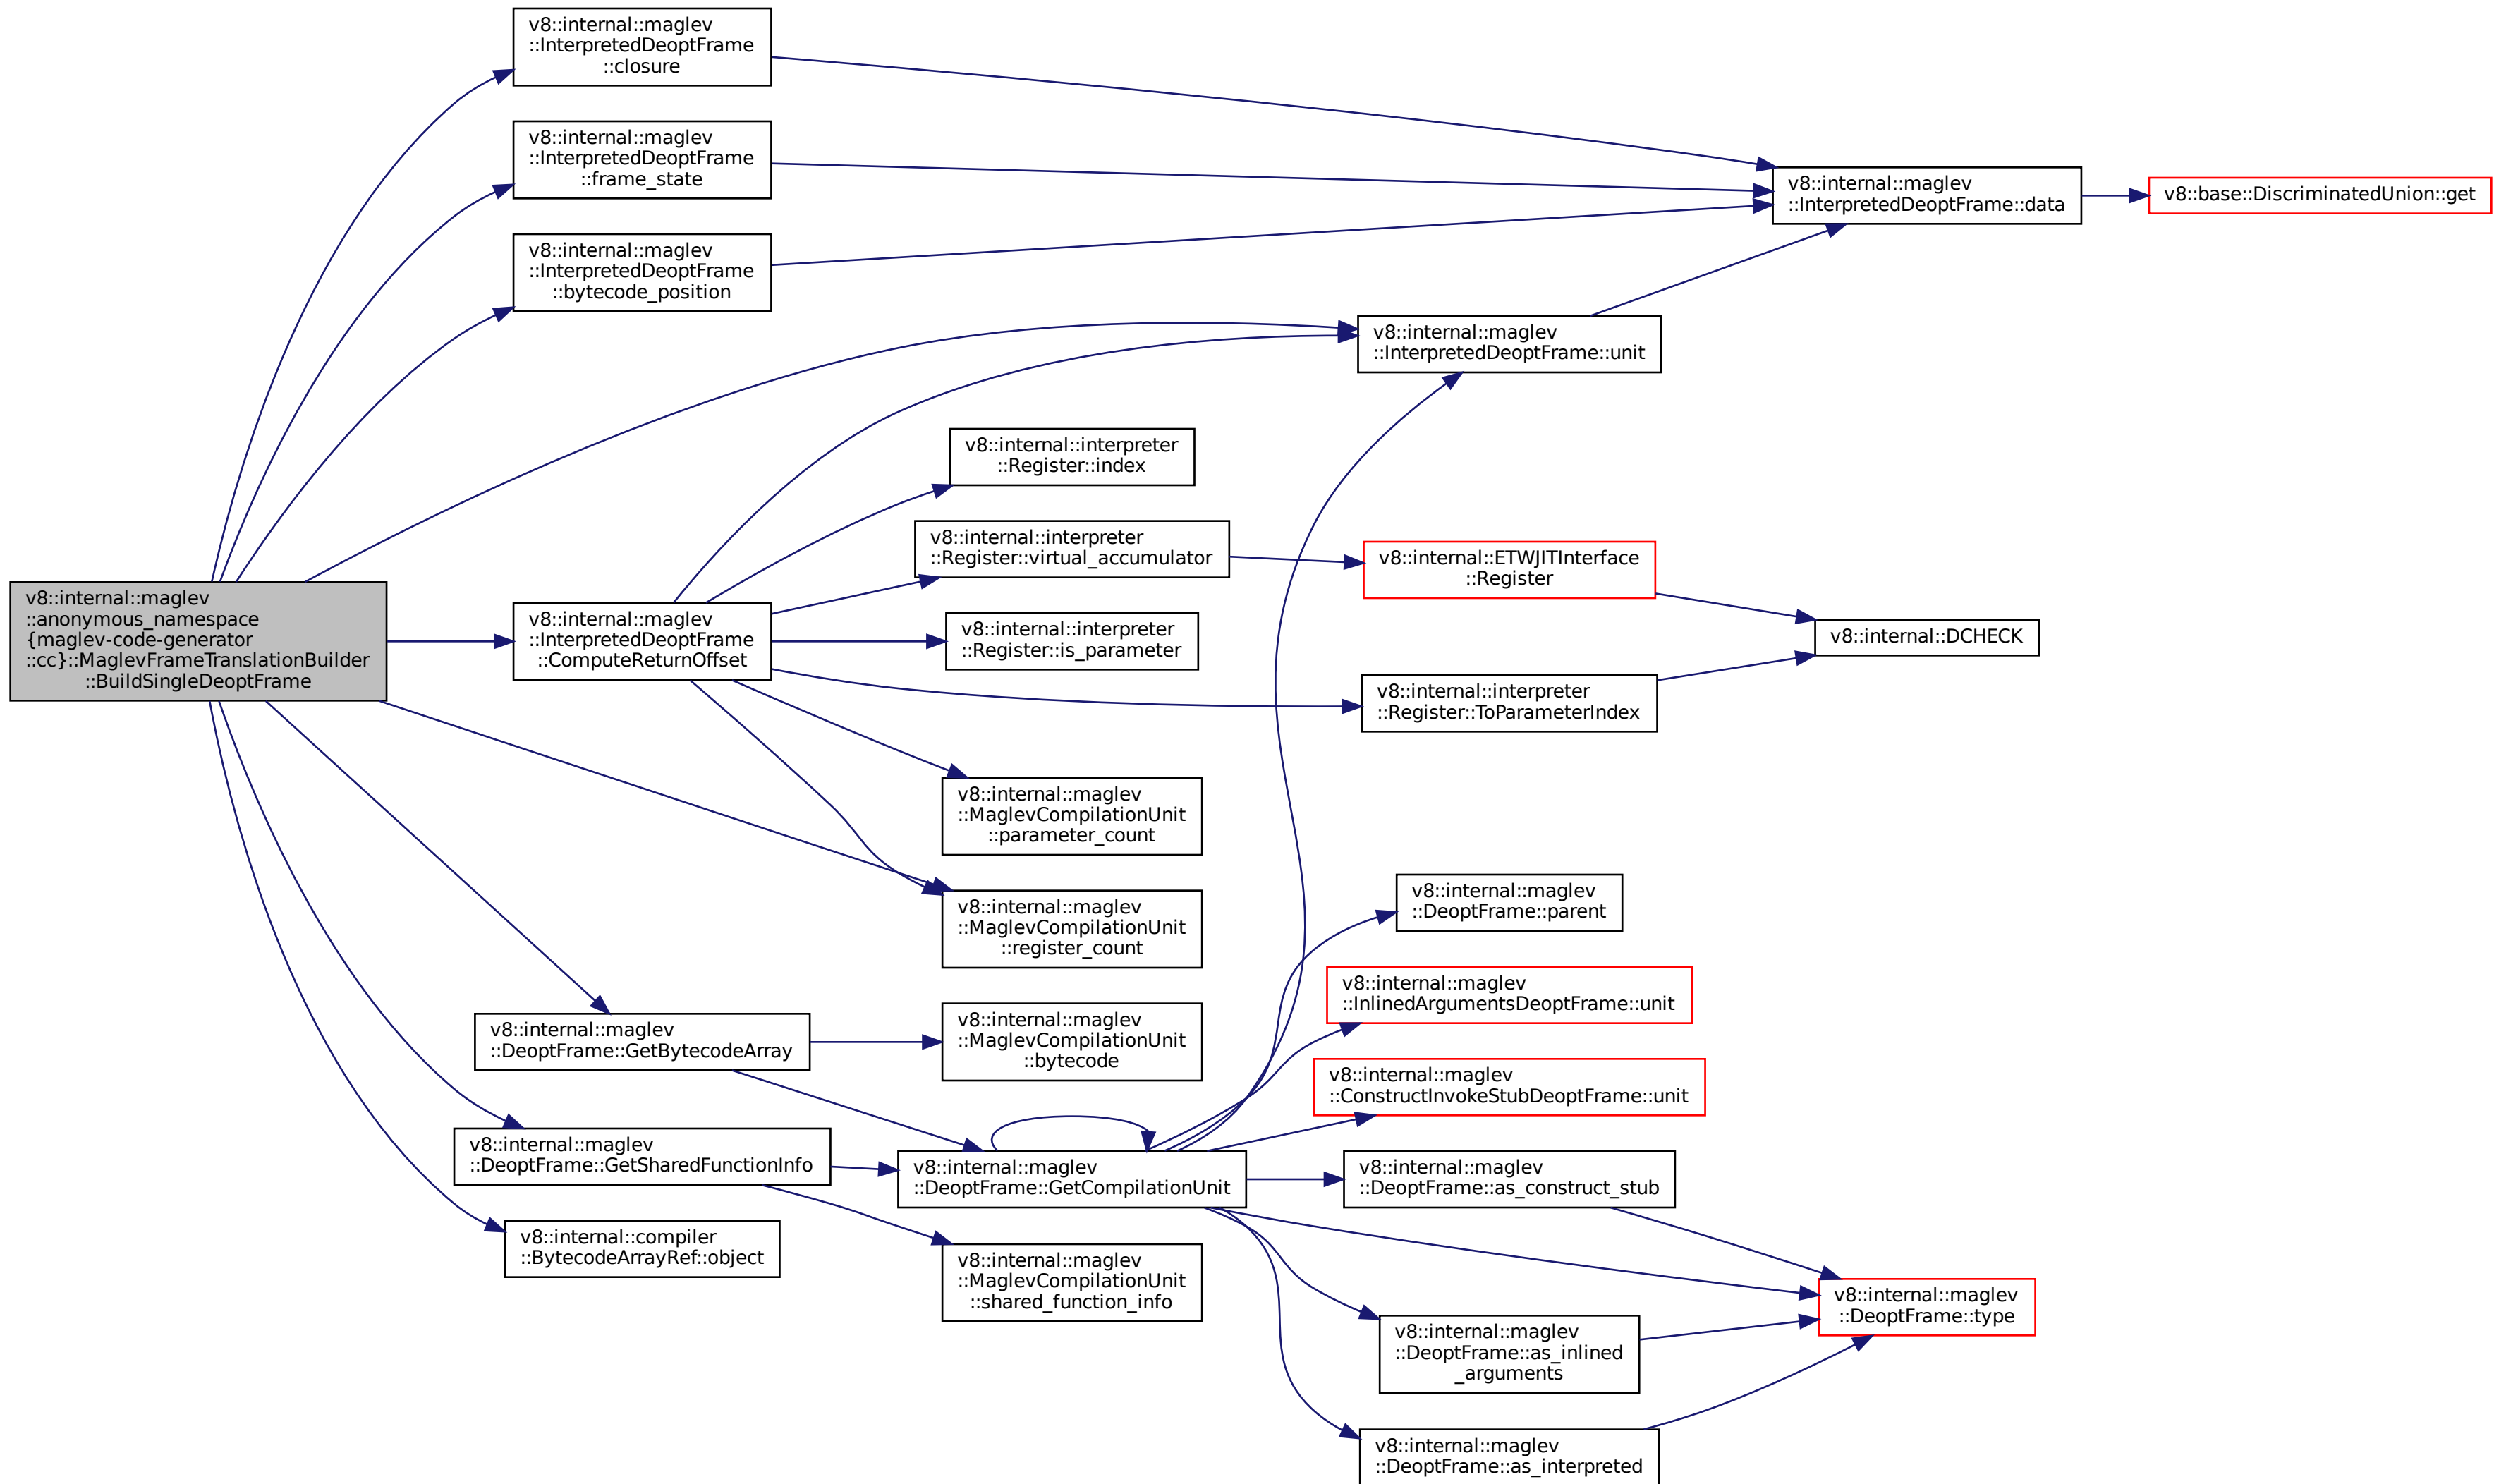 v8::internal::maglev
::InterpretedDeoptFrame
::closure
v8::internal::maglev
::InterpretedDeoptFrame
::frame_state
v8::internal::maglev
::InterpretedDeoptFrame::data
v8::base::DiscriminatedUnion::get
v8::internal::maglev
::InterpretedDeoptFrame
::bytecode_position
v8::internal::maglev
::InterpretedDeoptFrame::unit
v8::internal::interpreter
::Register::index
v8::internal::interpreter
::Register::virtual_accumulator
v8::internal::ETWJITInterface
::Register
v8::internal::maglev
::anonymous_namespace
{maglev-code-generator
::cc}::MaglevFrameTranslationBuilder
::BuildSingleDeoptFrame
v8::internal::maglev
::InterpretedDeoptFrame
::ComputeReturnOffset
v8::internal::interpreter
::Register::is_parameter
v8::internal::DCHECK
v8::internal::interpreter
::Register::ToParameterIndex
v8::internal::maglev
::MaglevCompilationUnit
::parameter_count
v8::internal::maglev
::MaglevCompilationUnit
::register_count
v8::internal::maglev
::DeoptFrame::parent
v8::internal::maglev
::InlinedArgumentsDeoptFrame::unit
v8::internal::maglev
::DeoptFrame::GetBytecodeArray
v8::internal::maglev
::MaglevCompilationUnit
::bytecode
v8::internal::maglev
::ConstructInvokeStubDeoptFrame::unit
v8::internal::maglev
::DeoptFrame::GetSharedFunctionInfo
v8::internal::maglev
::DeoptFrame::GetCompilationUnit
v8::internal::maglev
::DeoptFrame::as_construct_stub
v8::internal::compiler
::BytecodeArrayRef::object
v8::internal::maglev
::MaglevCompilationUnit
::shared_function_info
v8::internal::maglev
::DeoptFrame::type
v8::internal::maglev
::DeoptFrame::as_inlined
_arguments
v8::internal::maglev
::DeoptFrame::as_interpreted